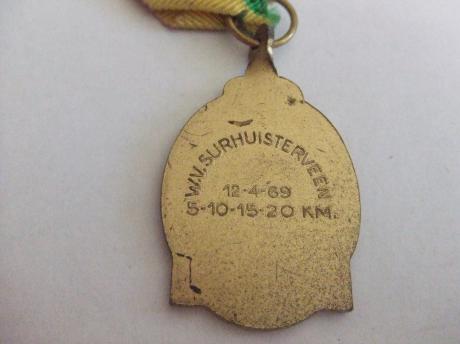 W.V. SURHUISTERVEEN
12-4-69
5-10-15-20 KM.